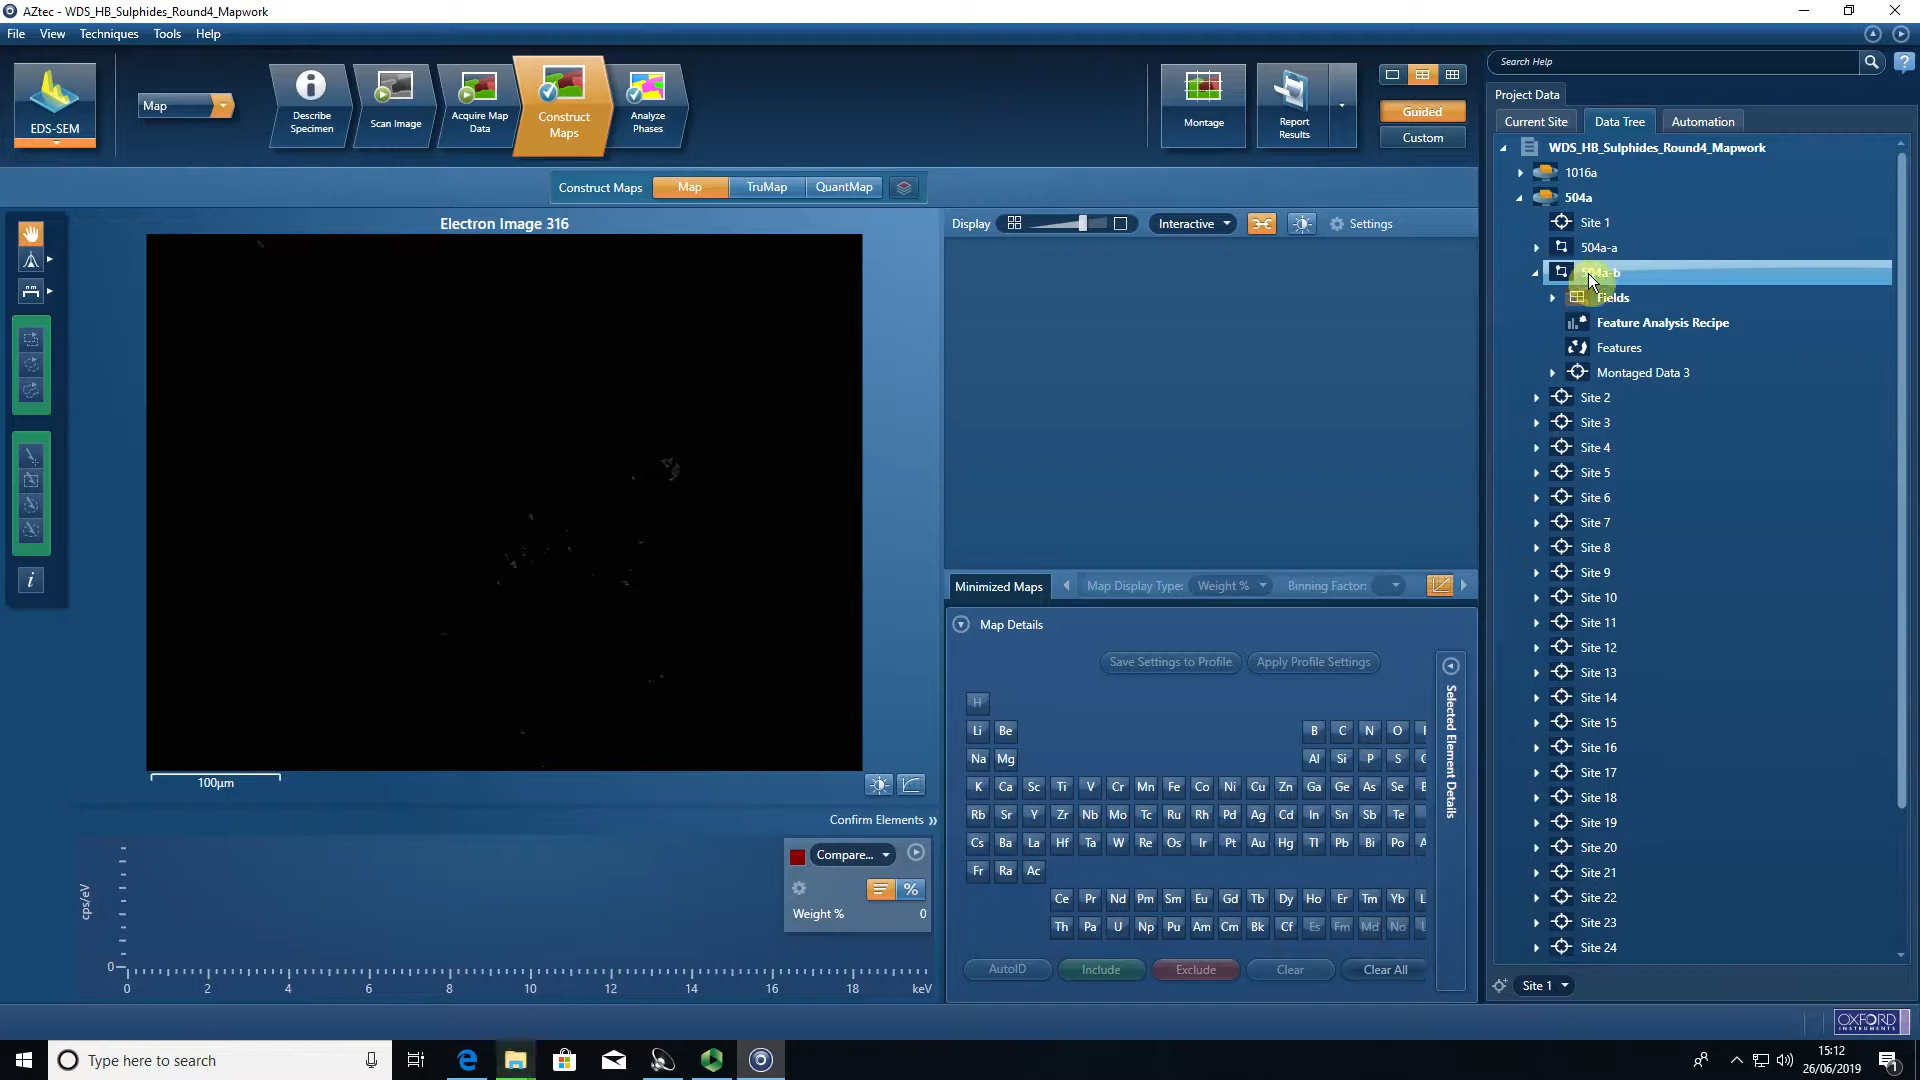 AZtec - WDS_HB_Sulphides_Round4_Mapwork
File View Techniques Tools Help
EDS-SEM
Map
Describe Specimen
Scan Image
Acquire Map Data
Construct Maps
Analyze Phases
Montage
Report Results
Guided
Custom
Construct Maps Map TruMap QuantMap
Electron Image 316
100µm
Confirm Elements »
cps/eV
0
0 2 4 6 8 10 12 14 16 18 keV
Compare...
%
Weight % 0
Display Interactive Settings
Minimized Maps Map Display Type: Weight % Binning Factor:
Map Details
Save Settings to Profile Apply Profile Settings
Selected Element Details
H
Li Be B C N O
Na Mg Al Si P S
K Ca Sc Ti V Cr Mn Fe Co Ni Cu Zn Ga Ge As Se
Rb Sr Y Zr Nb Mo Tc Ru Rh Pd Ag Cd In Sn Sb Te
Cs Ba La Hf Ta W Re Os Ir Pt Au Hg Tl Pb Bi Po
Fr Ra Ac
Ce Pr Nd Pm Sm Eu Gd Tb Dy Ho Er Tm Yb
Th Pa U Np Pu Am Cm Bk Cf Es Fm Md No
AutoID Include Exclude Clear Clear All
Search Help
?
Project Data
Current Site Data Tree Automation
WDS_HB_Sulphides_Round4_Mapwork
1016a
504a
Site 1
504a-a
504a-b
Fields
Feature Analysis Recipe
Features
Montaged Data 3
Site 2
Site 3
Site 4
Site 5
Site 6
Site 7
Site 8
Site 9
Site 10
Site 11
Site 12
Site 13
Site 14
Site 15
Site 16
Site 17
Site 18
Site 19
Site 20
Site 21
Site 22
Site 23
Site 24
Site 1
OXFORD
INSTRUMENTS
Type here to search
15:12
26/06/2019
1